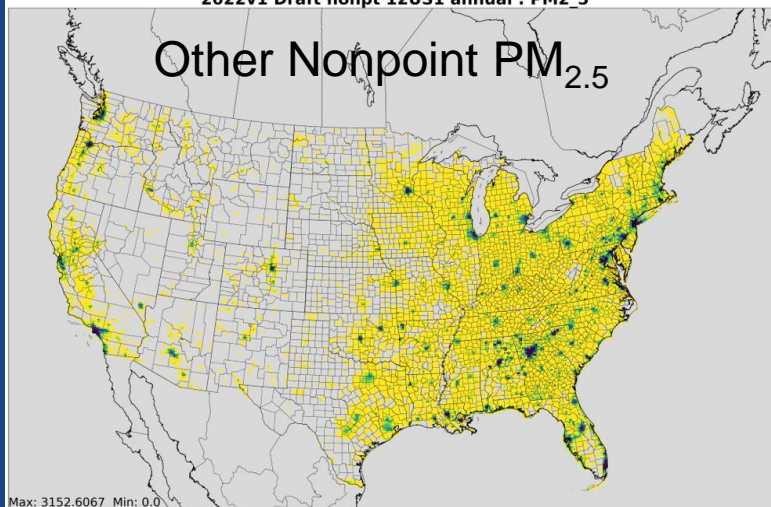 2022v1 Draft nonpt 12US1 annual : PM2_5
Other Nonpoint PM2.5
Max: 3152.6067 Min: 0.0